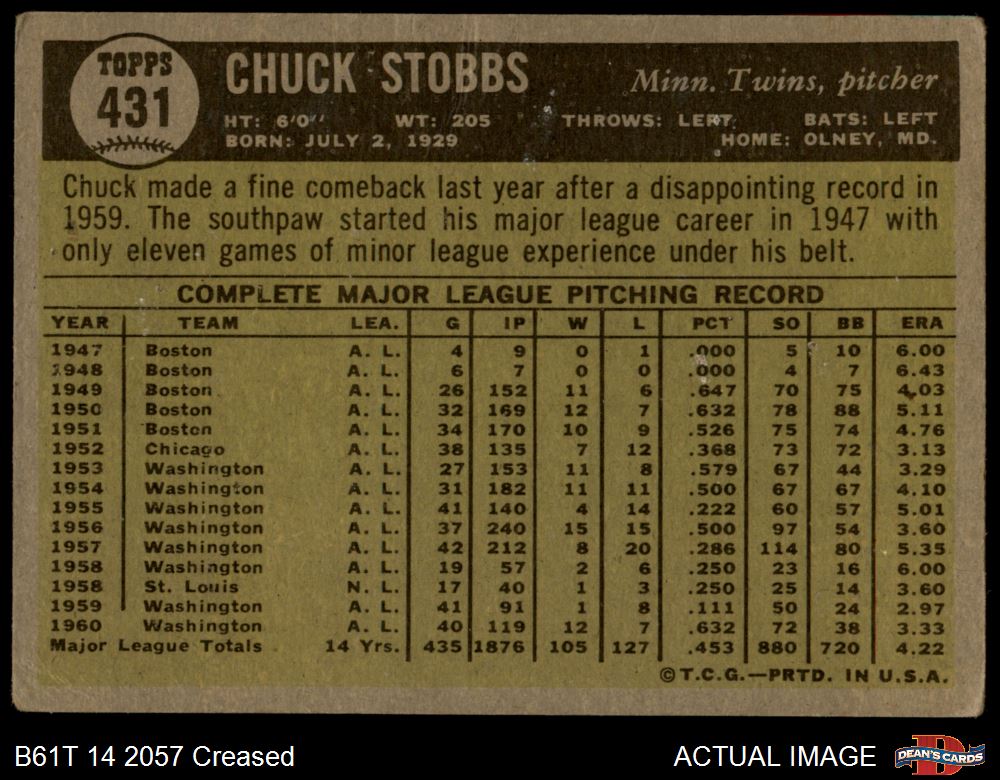 TOPPS
431
CHUCK STOBBS
Minn. Twins, pitcher
HT: 6'0" WT: 205 THROWS: LEFT BATS: LEFT
BORN: JULY 2, 1929 HOME: OLNEY, MD.
Chuck made a fine comeback last year after a disappointing record in
1959. The southpaw started his major league career in 1947 with
only eleven games of minor league experience under his belt.
COMPLETE MAJOR LEAGUE PITCHING RECORD
YEAR TEAM LEA. G IP W L PCT SO BB ERA
1947 Boston A. L. 4 9 0 1 .000 5 10 6.00
1948 Boston A. L. 6 7 0 0 .000 4 7 6.43
1949 Boston A. L. 26 152 11 6 .647 70 75 4.03
1950 Boston A. L. 32 169 12 7 .632 78 88 5.11
1951 Boston A. L. 34 170 10 9 .526 75 74 4.76
1952 Chicago A. L. 38 135 7 12 .368 73 72 3.13
1953 Washington A. L. 27 153 11 8 .579 67 44 3.29
1954 Washington A. L. 31 182 11 11 .500 67 67 4.10
1955 Washington A. L. 41 140 4 14 .222 60 57 5.01
1956 Washington A. L. 37 240 15 15 .500 97 54 3.60
1957 Washington A. L. 42 212 8 20 .286 114 80 5.35
1958 Washington A. L. 19 57 2 6 .250 23 16 6.00
1958 St. Louis N. L. 17 40 1 3 .250 25 14 3.60
1959 Washington A. L. 41 91 1 8 .111 50 24 2.97
1960 Washington A. L. 40 119 12 7 .632 72 38 3.33
Major League Totals 14 Yrs. 435 1876 105 127 .453 880 720 4.22
©T.C.G.—PRTD. IN U.S.A.
B61T 14 2057 Creased
ACTUAL IMAGE
DEAN'S CARDS